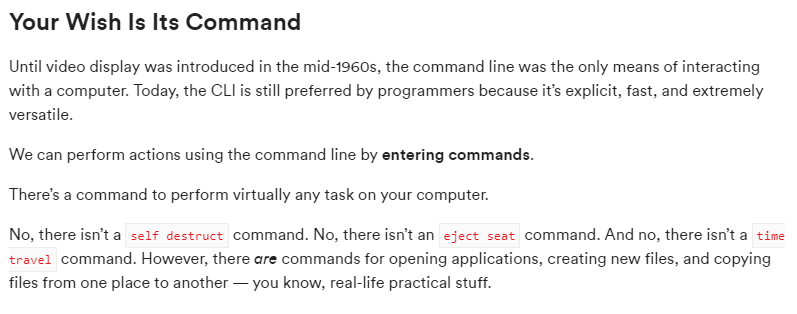 Your Wish Is Its Command
Until video display was introduced in the mid-1960s, the command line was the only means of interacting
with a computer. Today, the CLI is still preferred by programmers because it’s explicit, fast, and extremely
versatile.
We can perform actions using the command line by entering commands.
There’s a command to perform virtually any task on your computer.
No, there isn’t a self destruct command. No, there isn’t an eject seat command. And no, there isn’t a time
travel command. However, there are commands for opening applications, creating new files, and copying
files from one place to another — you know, real-life practical stuff.